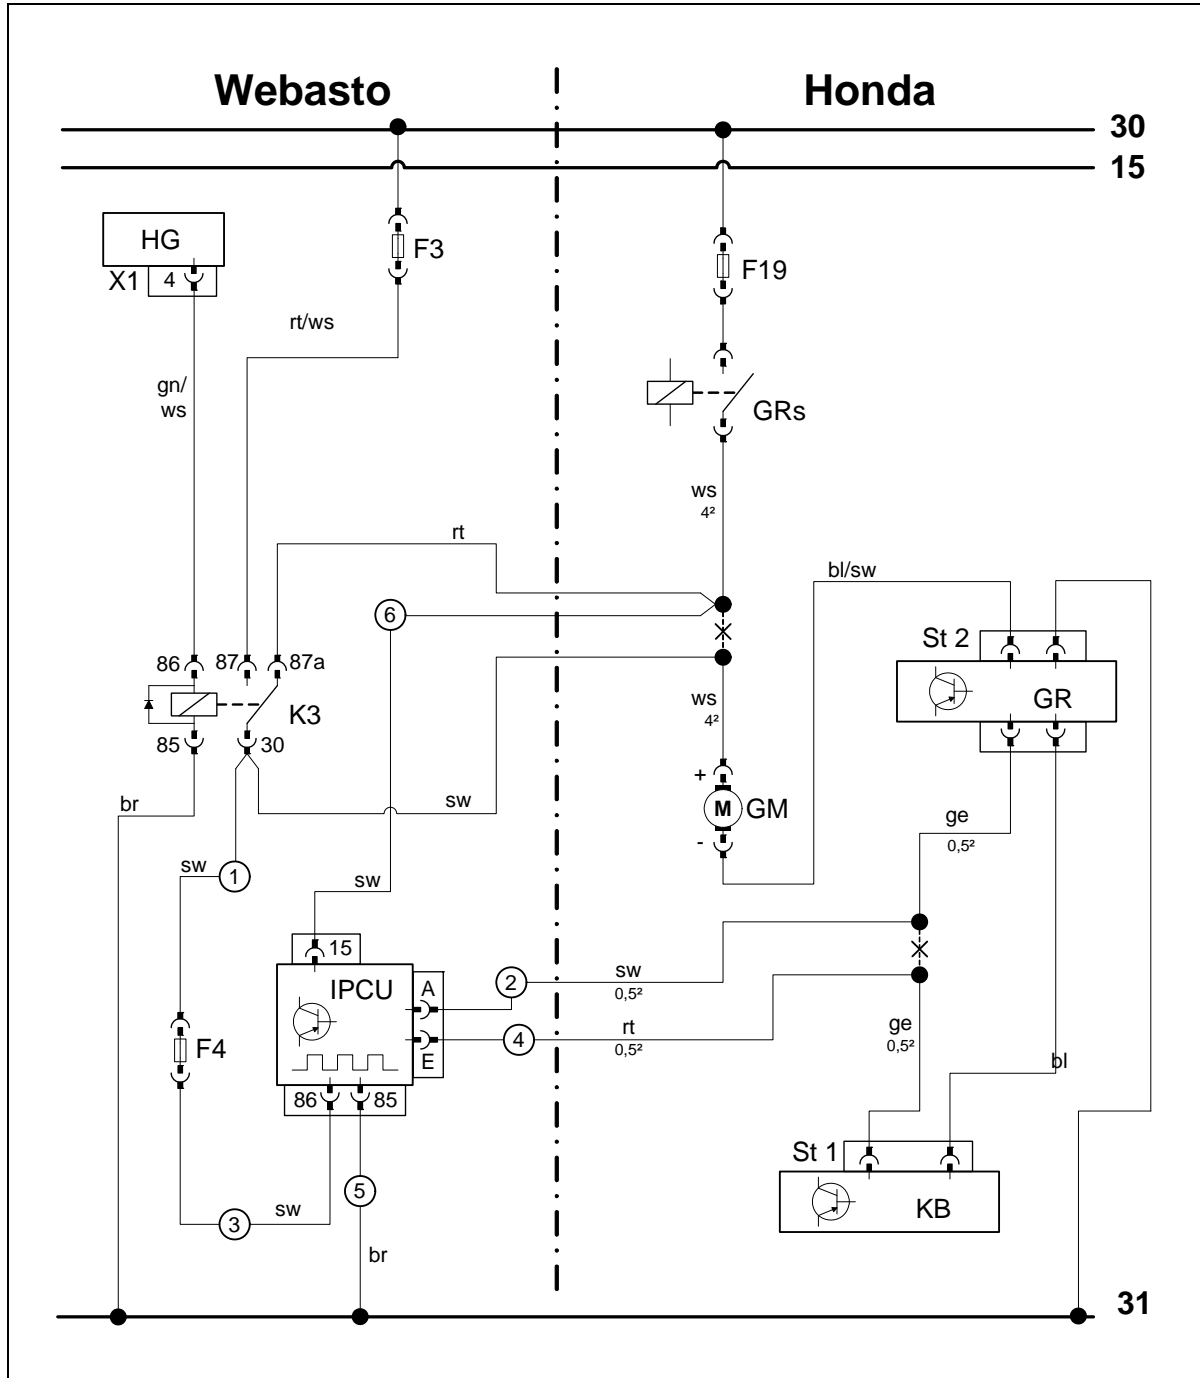 Webasto
Honda
30
15
HG
X1
4
F3
F19
rt/ws
gn/
ws
GRs
ws
4²
rt
bl/sw
6
St 2
86
87
87a
GR
K3
ws
4²
85
30
+
M
GM
-
br
sw
ge
0,5²
sw
1
sw
15
IPCU
A
2
sw
0,5²
E
4
rt
0,5²
ge
0,5²
F4
bl
86
85
St 1
5
KB
3
sw
br
31